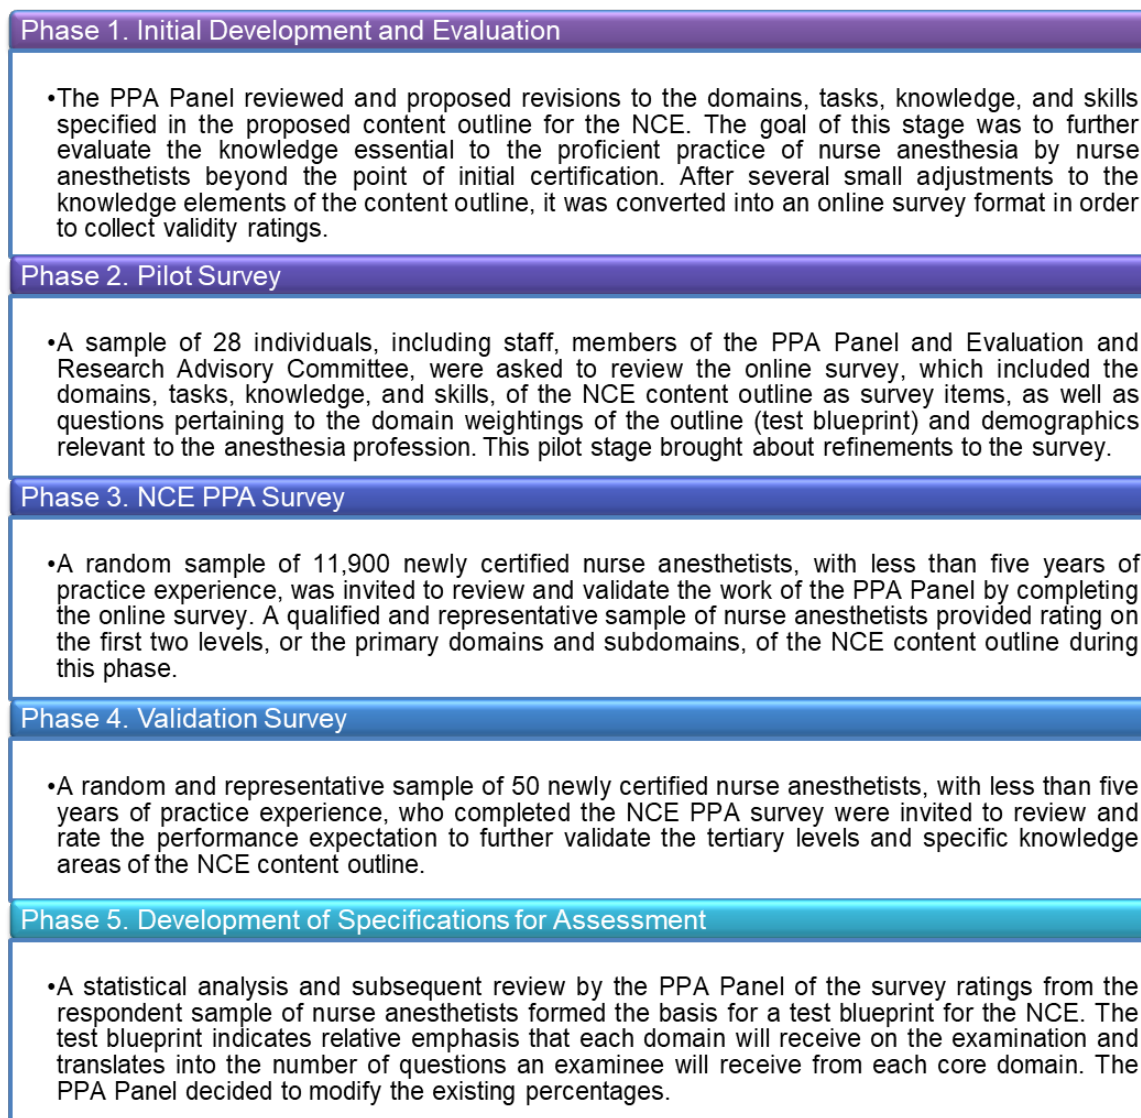 Phase 1. Initial Development and Evaluation
•The PPA Panel reviewed and proposed revisions to the domains, tasks, knowledge, and skills
specified in the proposed content outline for the NCE. The goal of this stage was to further
evaluate the knowledge essential to the proficient practice of nurse anesthesia by nurse
anesthetists beyond the point of initial certification. After several small adjustments to the
knowledge elements of the content outline, it was converted into an online survey format in order
to collect validity ratings.
Phase 2. Pilot Survey
•A sample of 28 individuals, including staff, members of the PPA Panel and Evaluation and
Research Advisory Committee, were asked to review the online survey, which included the
domains, tasks, knowledge, and skills, of the NCE content outline as survey items, as well as
questions pertaining to the domain weightings of the outline (test blueprint) and demographics
relevant to the anesthesia profession. This pilot stage brought about refinements to the survey.
Phase 3. NCE PPA Survey
•A random sample of 11,900 newly certified nurse anesthetists, with less than five years of
practice experience, was invited to review and validate the work of the PPA Panel by completing
the online survey. A qualified and representative sample of nurse anesthetists provided rating on
the first two levels, or the primary domains and subdomains, of the NCE content outline during
this phase.
Phase 4. Validation Survey
•A random and representative sample of 50 newly certified nurse anesthetists, with less than five
years of practice experience, who completed the NCE PPA survey were invited to review and
rate the performance expectation to further validate the tertiary levels and specific knowledge
areas of the NCE content outline.
Phase 5. Development of Specifications for Assessment
•A statistical analysis and subsequent review by the PPA Panel of the survey ratings from the
respondent sample of nurse anesthetists formed the basis for a test blueprint for the NCE. The
test blueprint indicates relative emphasis that each domain will receive on the examination and
translates into the number of questions an examinee will receive from each core domain. The
PPA Panel decided to modify the existing percentages.